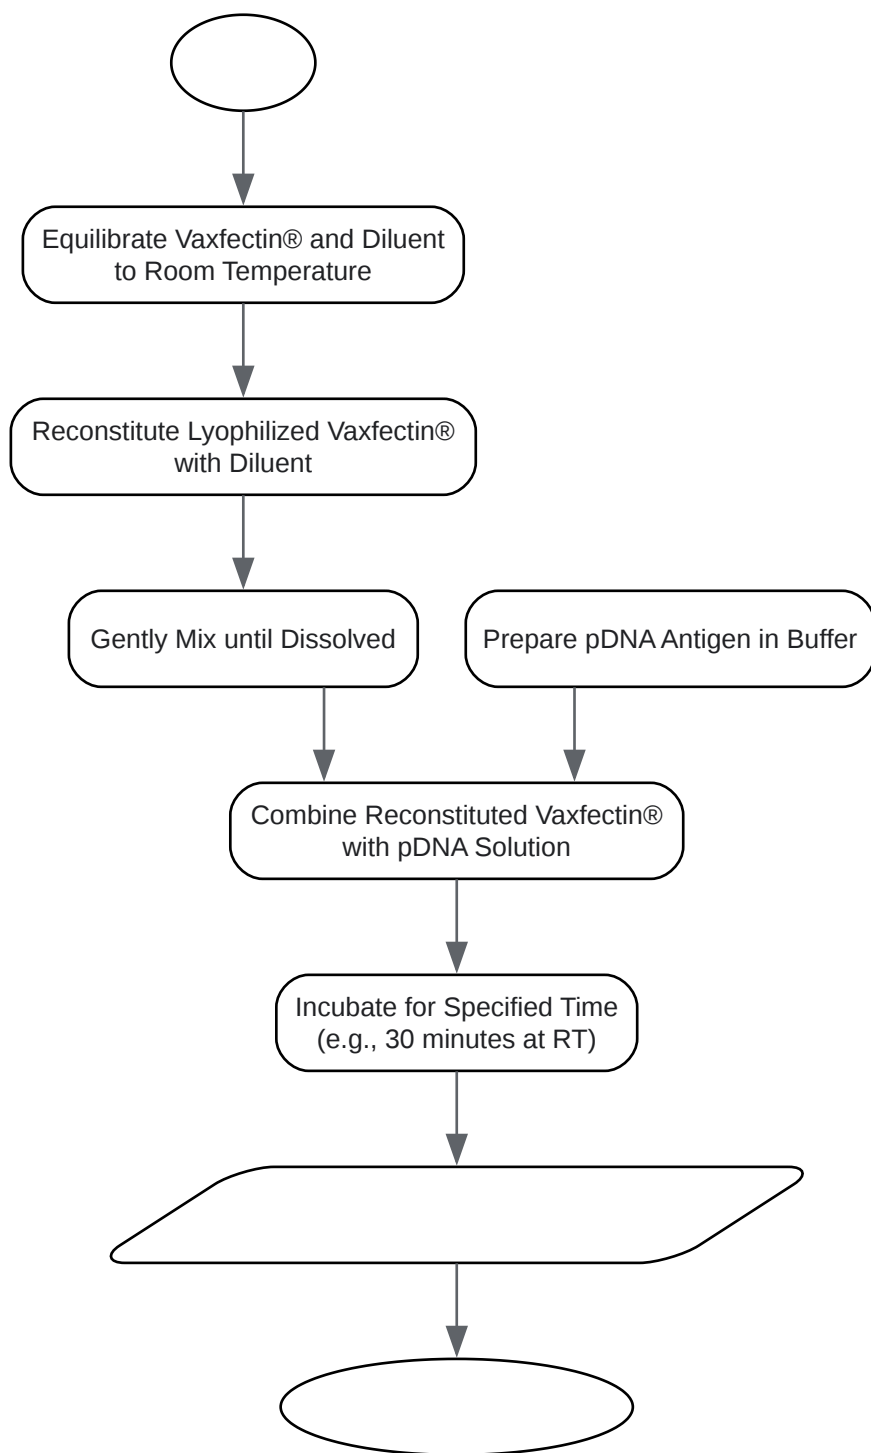 Equilibrate Vaxfectin® and Diluent
to Room Temperature
Reconstitute Lyophilized Vaxfectin®
with Diluent
Gently Mix until Dissolved
Prepare pDNA Antigen in Buffer
Combine Reconstituted Vaxfectin®
with pDNA Solution
Incubate for Specified Time
(e.g., 30 minutes at RT)